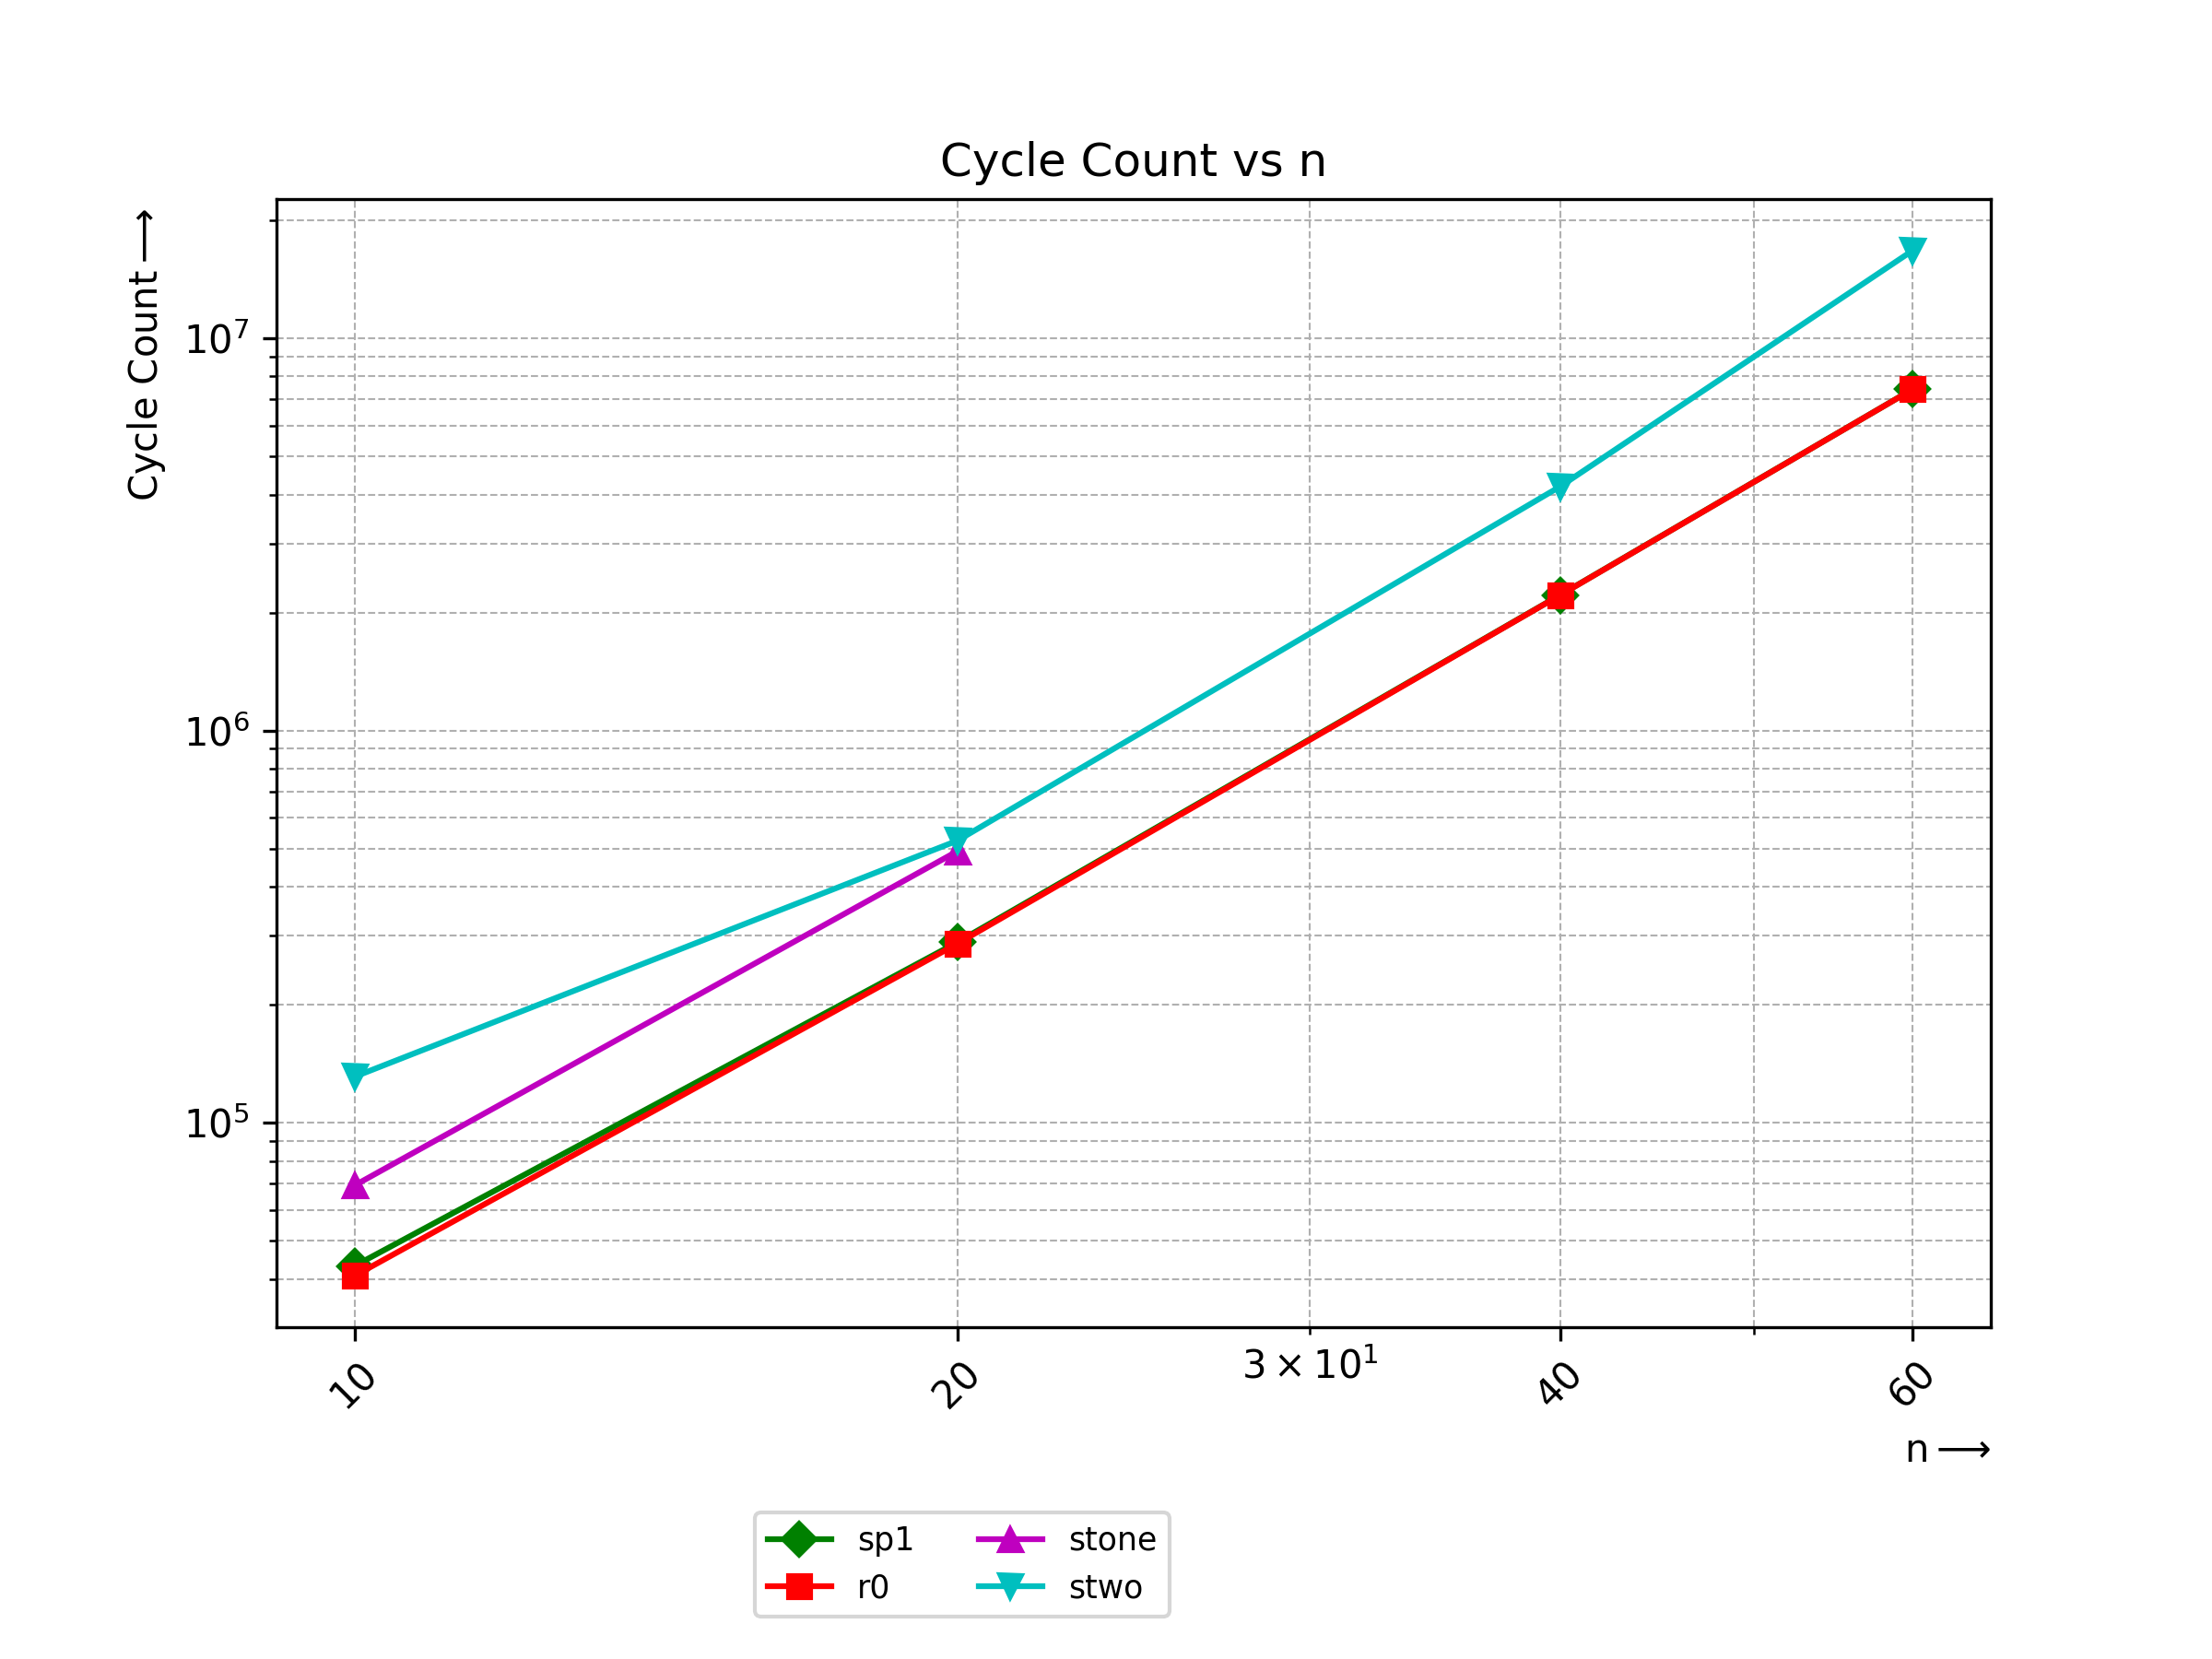 Cycle Count vs n
Cycle Count ⟶
10⁷
10⁶
10⁵
10
20
3 × 10¹
40
60
n ⟶
sp1
r0
stone
stwo